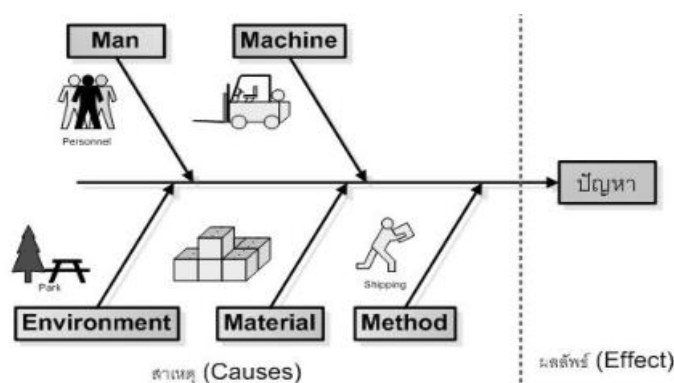 Man
Machine
Personnel
ปัญหา
Park
Shipping
Environment
Material
Method
สาเหตุ (Causes)
ผลลัพธ์ (Effect)